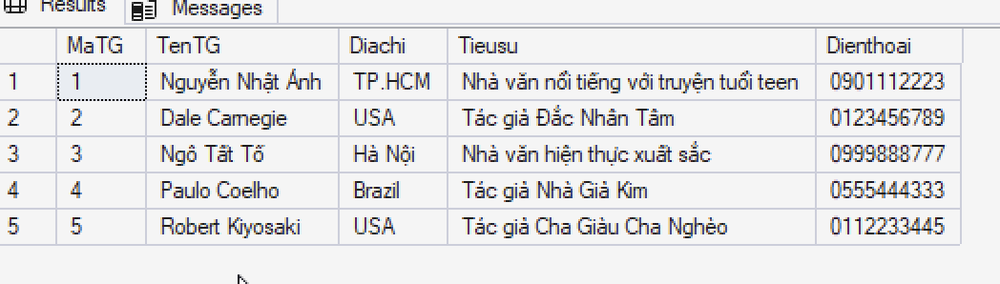 Results Messages
MaTG TenTG Diachi Tieusu Dienthoai
1 1 Nguyễn Nhật Ánh TP.HCM Nhà văn nổi tiếng với truyện tuổi teen 0901112223
2 2 Dale Carnegie USA Tác giả Đắc Nhân Tâm 0123456789
3 3 Ngô Tất Tố Hà Nội Nhà văn hiện thực xuất sắc 0999888777
4 4 Paulo Coelho Brazil Tác giả Nhà Giả Kim 0555444333
5 5 Robert Kiyosaki USA Tác giả Cha Giàu Cha Nghèo 0112233445